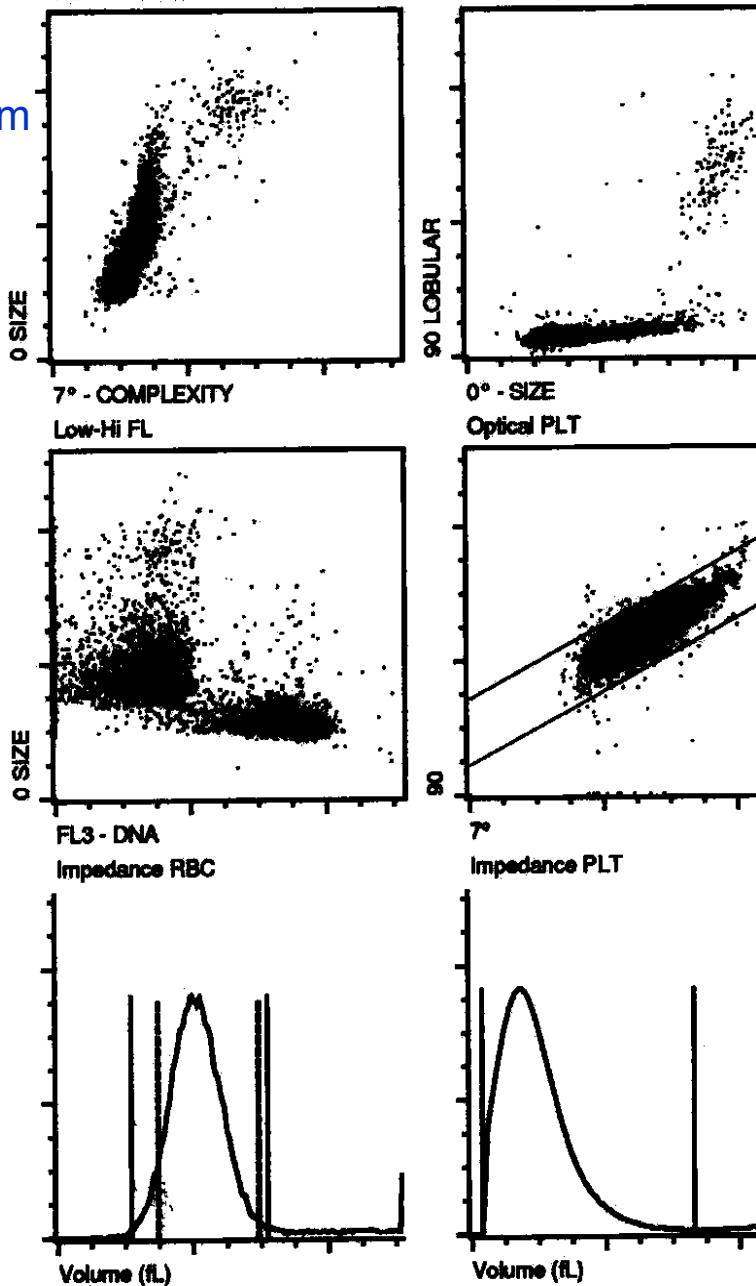 m
0 SIZE
7° - COMPLEXITY
90 LOBULAR
0° - SIZE
Low-Hi FL
0 SIZE
FL3 - DNA
Optical PLT
90
7°
Impedance RBC
Volume (fL)
Impedance PLT
Volume (fL)